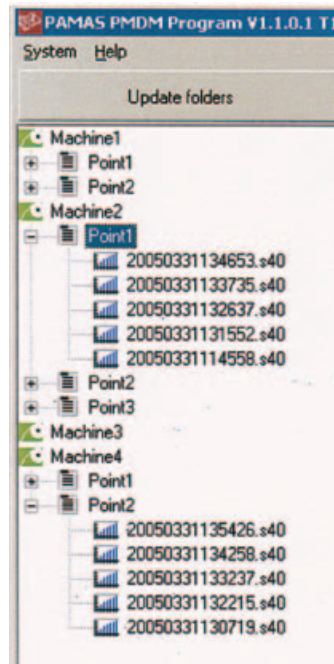 PAMAS PMDM Program V1.1.0.1
System Help
Update folders
Machine1
Point1
Point2
Machine2
Point1
20050331134653.s40
20050331133735.s40
20050331132637.s40
20050331131552.s40
20050331114558.s40
Point2
Point3
Machine3
Machine4
Point1
Point2
20050331135426.s40
20050331134258.s40
20050331133237.s40
20050331132215.s40
20050331130719.s40